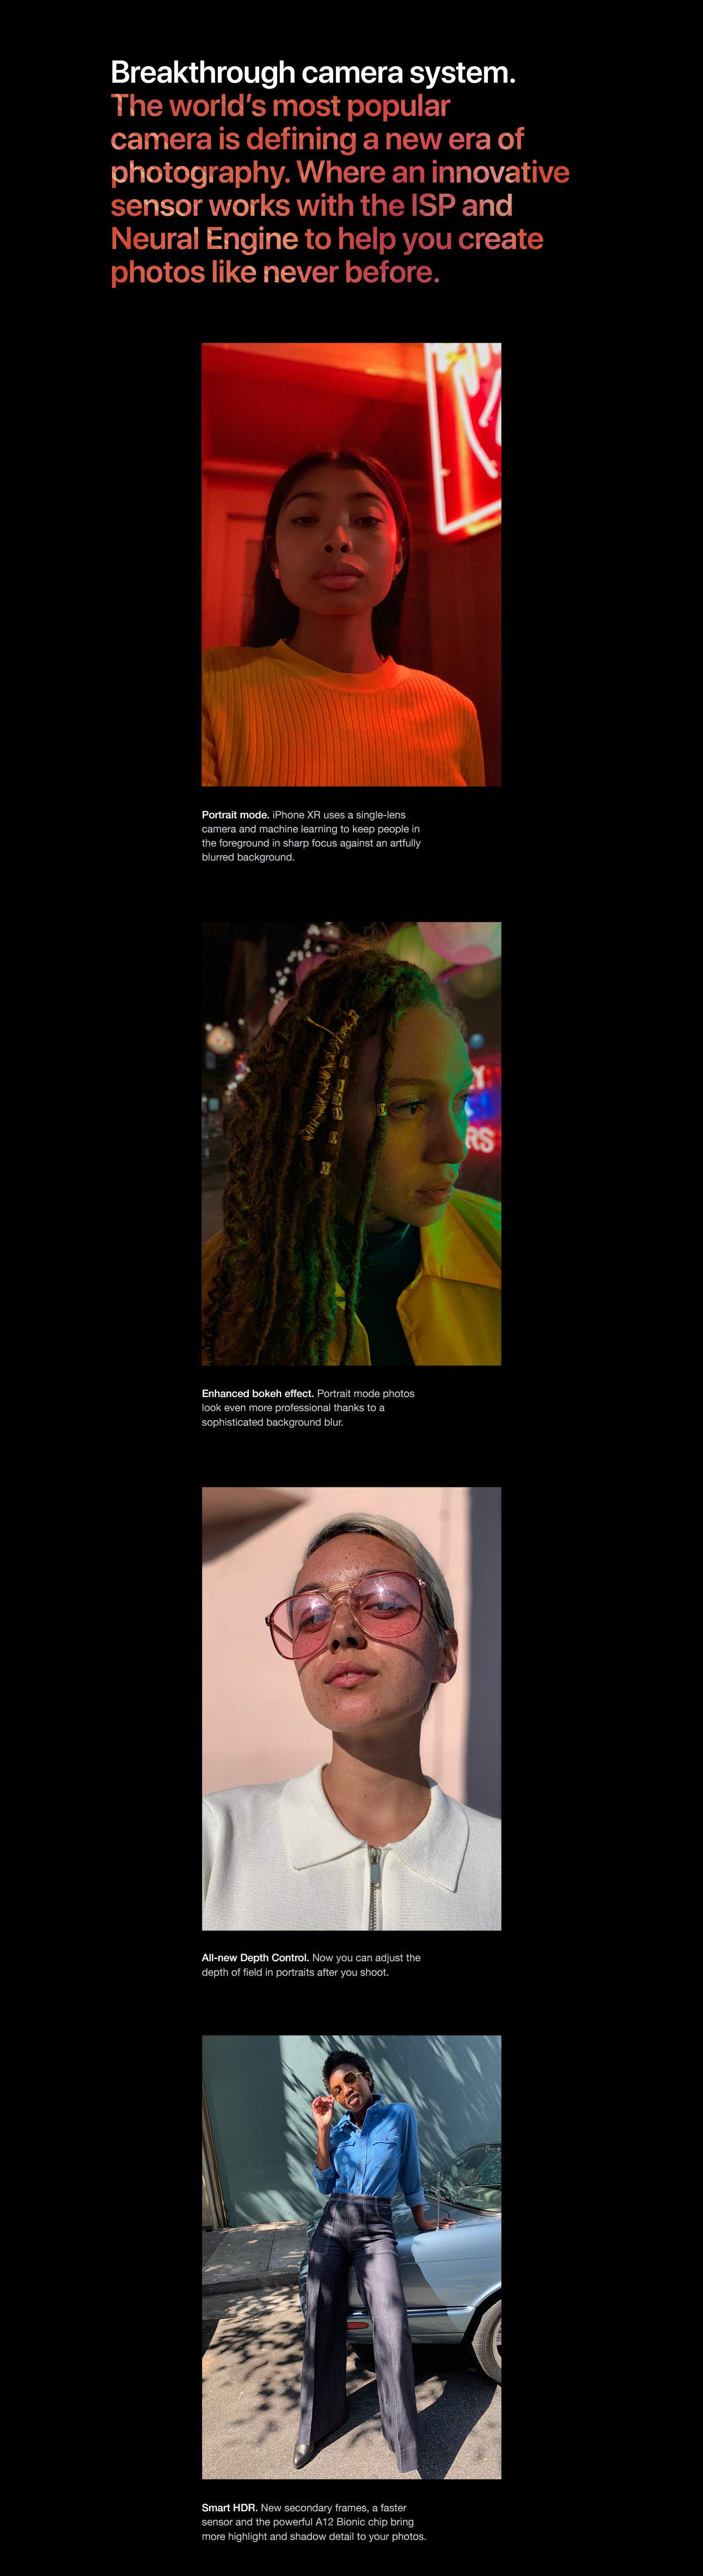 Breakthrough camera system.
The world’s most popular
camera is defining a new era of
photography. Where an innovative
sensor works with the ISP and
Neural Engine to help you create
photos like never before.
Portrait mode. iPhone XR uses a single-lens
camera and machine learning to keep people in
the foreground in sharp focus against an artfully
blurred background.
RS
Enhanced bokeh effect. Portrait mode photos
look even more professional thanks to a
sophisticated background blur.
All-new Depth Control. Now you can adjust the
depth of field in portraits after you shoot.
Smart HDR. New secondary frames, a faster
sensor and the powerful A12 Bionic chip bring
more highlight and shadow detail to your photos.